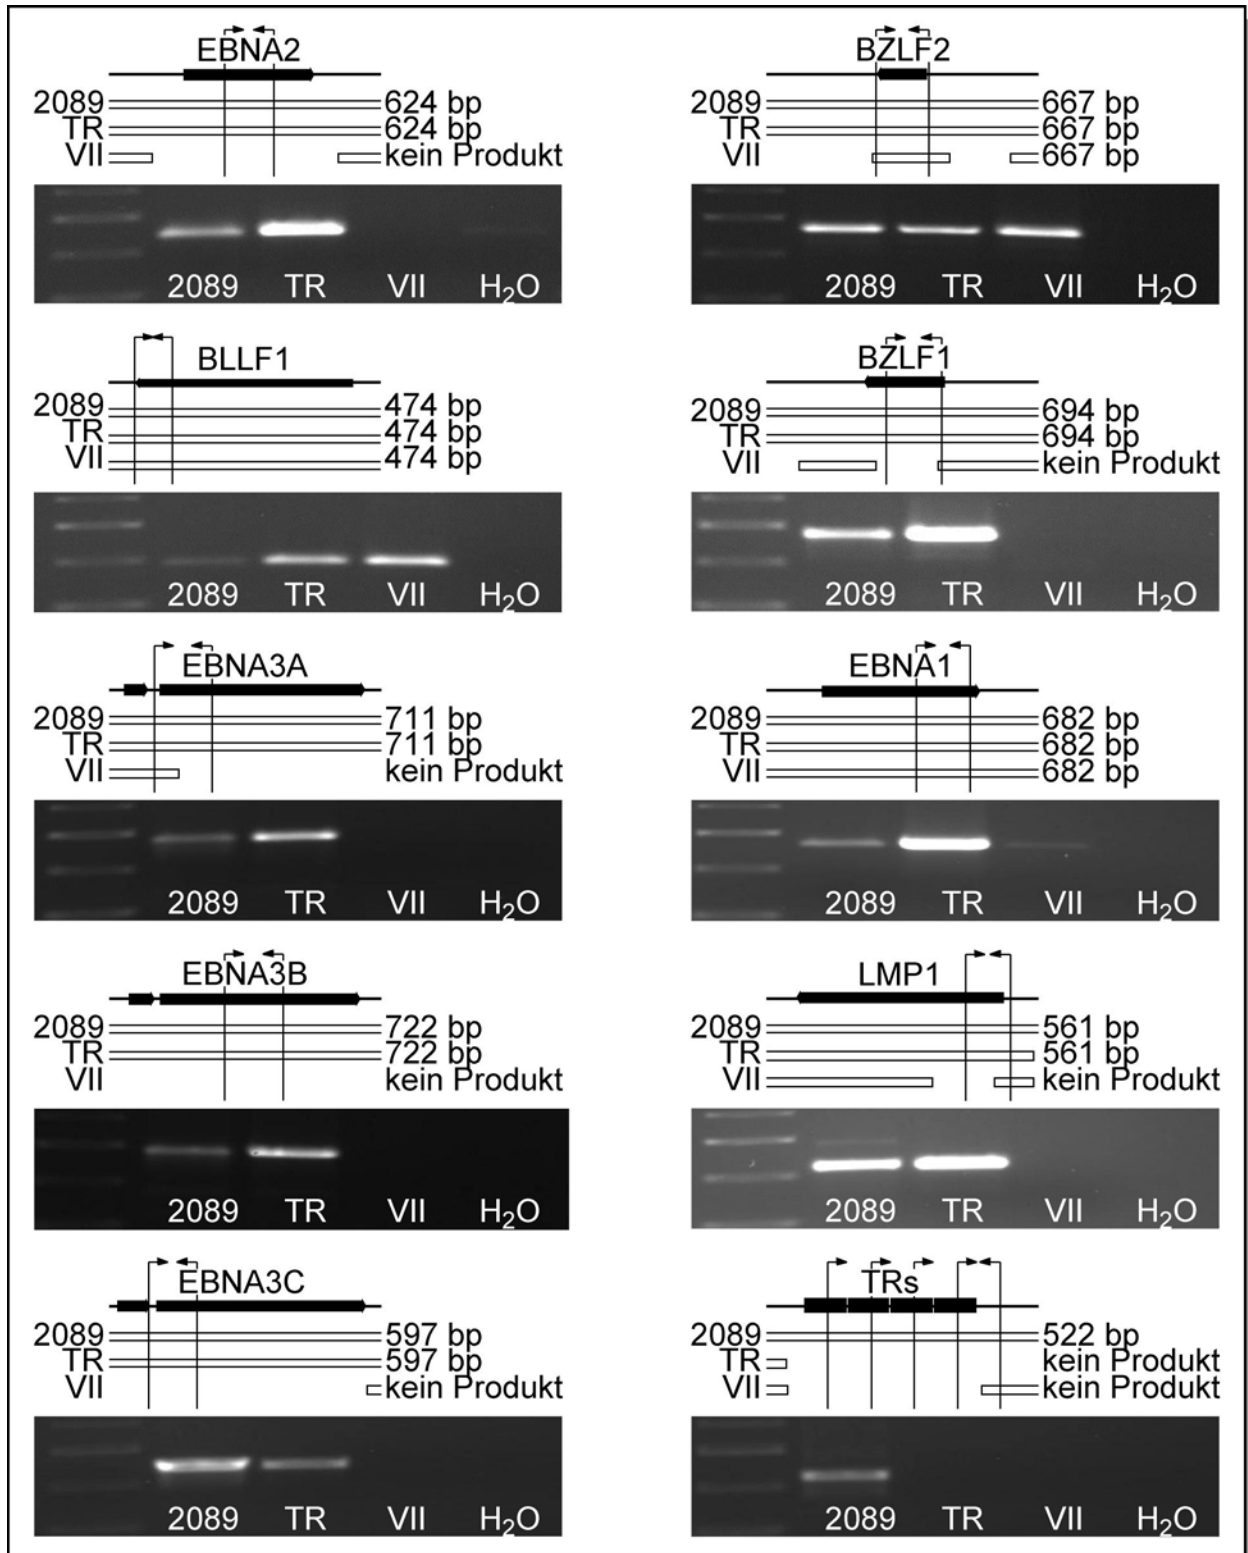 EBNA2
2089 624 bp
TR 624 bp
VII kein Produkt
2089 TR VII H₂O
BLLF1
2089 474 bp
TR 474 bp
VII 474 bp
2089 TR VII H₂O
EBNA3A
2089 711 bp
TR 711 bp
VII kein Produkt
2089 TR VII H₂O
EBNA3B
2089 722 bp
TR 722 bp
VII kein Produkt
2089 TR VII H₂O
EBNA3C
2089 597 bp
TR 597 bp
VII kein Produkt
2089 TR VII H₂O
BZLF2
2089 667 bp
TR 667 bp
VII 667 bp
2089 TR VII H₂O
BZLF1
2089 694 bp
TR 694 bp
VII kein Produkt
2089 TR VII H₂O
EBNA1
2089 682 bp
TR 682 bp
VII 682 bp
2089 TR VII H₂O
LMP1
2089 561 bp
TR 561 bp
VII kein Produkt
2089 TR VII H₂O
TRs
2089 522 bp
TR kein Produkt
VII kein Produkt
2089 TR VII H₂O